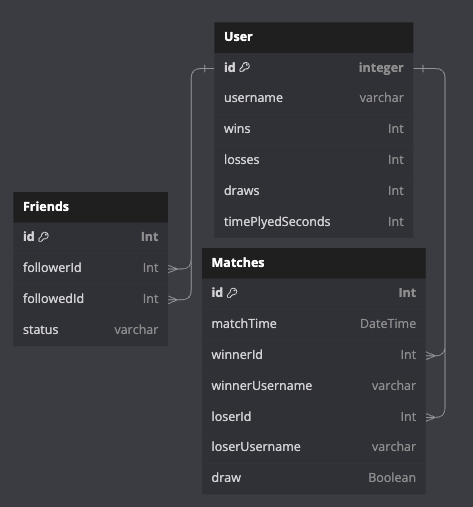 User
id integer
username varchar
wins Int
losses Int
draws Int
timePlyedSeconds Int
Friends
id Int
followerId Int
followedId Int
status varchar
Matches
id Int
matchTime DateTime
winnerId Int
winnerUsername varchar
loserId Int
loserUsername varchar
draw Boolean